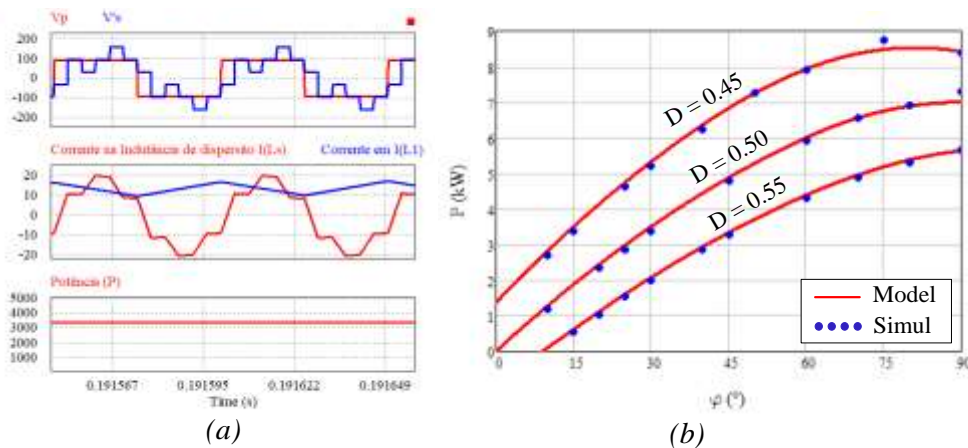 Vp V's
200
100
0
-100
-200
Corrente na Indutância de dispersão I(Ls) Corrente em I(L1)
20
10
0
-10
-20
Potência (P)
5000
4000
3000
2000
1000
0.191567 0.191595 0.191622 0.191649
Time (s)
(a)
(b)
9
8
7
6
5
4
3
2
1
0
P (kW)
D = 0.45
D = 0.50
D = 0.55
Model
Simul
0 15 30 45 60 75 90
φ (°)